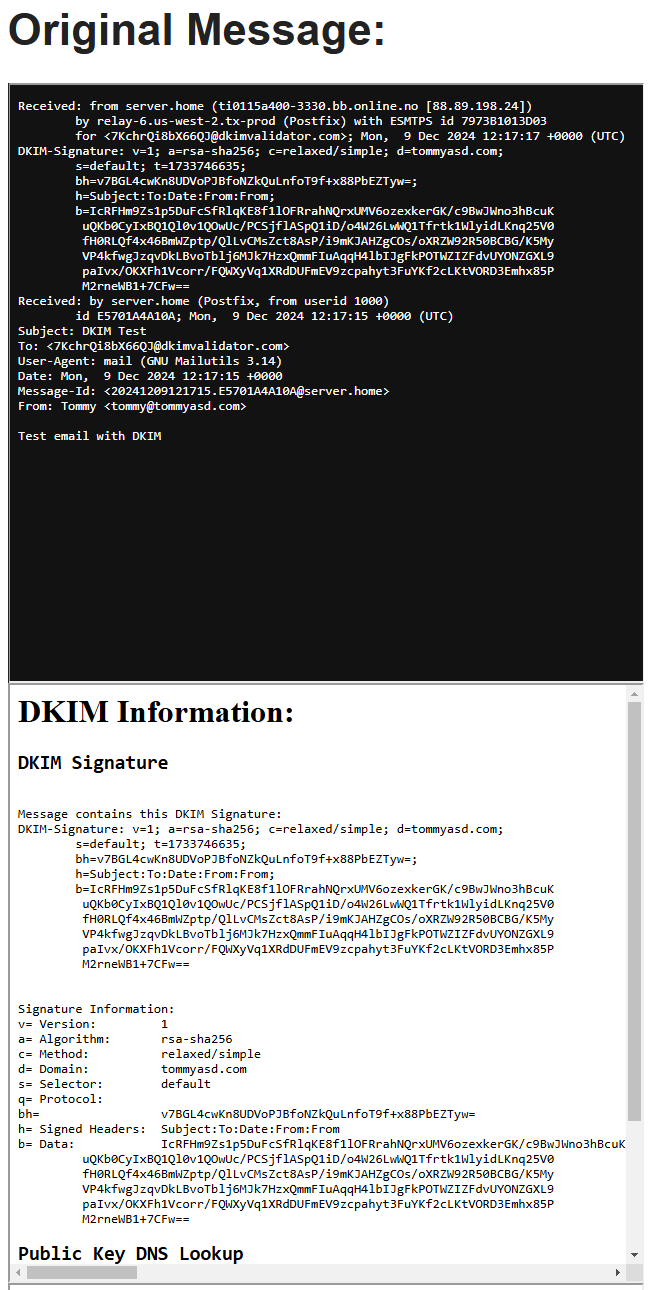 Original Message:
Received: from server.home (ti0115a400-3330.bb.online.no [88.89.198.24])
by relay-6.us-west-2.tx-prod (Postfix) with ESMTPS id 7973B1013D03
for <7KchrQi8bX66QJ@dkimvalidator.com>; Mon,  9 Dec 2024 12:17:17 +0000 (UTC)
DKIM-Signature: v=1; a=rsa-sha256; c=relaxed/simple; d=tommyasd.com;
s=default; t=1733746635;
bh=v7BGL4cwKn8UDVoPJBfoNZkQuLnfoT9f+x88PbEZTyw=;
h=Subject:To:Date:From:From;
b=IcRFHm9Zs1p5DuFcSfRlqKE8f1lOFRrahNQrxUMV6ozexkerGK/c9BwJWno3hBcuK
uQKb0CyIxBQ1Ql0v1QOwUc/PCSjflASpQ1iD/o4W26LwWQ1Tfrtk1WlyidLKnq25V0
fH0RLQf4x46BmWZptp/QlLvCMsZct8AsP/i9mKJAHZgCOs/oXRZW92R50BCBG/K5My
VP4kfwgJzqvDkLBvoTblj6MJk7HzxQmmFIuAqqH4lbIJgFkPOTWZIZFdvUYONZGXL9
paIvx/OKXFh1Vcorr/FQWXyVq1XRdDUFmEV9zcpahyt3FuYKf2cLKtVORD3Emhx85P
M2rneWB1+7CFw==
Received: by server.home (Postfix, from userid 1000)
id E5701A4A10A; Mon,  9 Dec 2024 12:17:15 +0000 (UTC)
Subject: DKIM Test
To: <7KchrQi8bX66QJ@dkimvalidator.com>
User-Agent: mail (GNU Mailutils 3.14)
Date: Mon,  9 Dec 2024 12:17:15 +0000
Message-Id: <20241209121715.E5701A4A10A@server.home>
From: Tommy <tommy@tommyasd.com>
Test email with DKIM
DKIM Information:
DKIM Signature
Message contains this DKIM Signature:
DKIM-Signature: v=1; a=rsa-sha256; c=relaxed/simple; d=tommyasd.com;
s=default; t=1733746635;
bh=v7BGL4cwKn8UDVoPJBfoNZkQuLnfoT9f+x88PbEZTyw=;
h=Subject:To:Date:From:From;
b=IcRFHm9Zs1p5DuFcSfRlqKE8f1lOFRrahNQrxUMV6ozexkerGK/c9BwJWno3hBcuK
uQKb0CyIxBQ1Ql0v1QOwUc/PCSjflASpQ1iD/o4W26LwWQ1Tfrtk1WlyidLKnq25V0
fH0RLQf4x46BmWZptp/QlLvCMsZct8AsP/i9mKJAHZgCOs/oXRZW92R50BCBG/K5My
VP4kfwgJzqvDkLBvoTblj6MJk7HzxQmmFIuAqqH4lbIJgFkPOTWZIZFdvUYONZGXL9
paIvx/OKXFh1Vcorr/FQWXyVq1XRdDUFmEV9zcpahyt3FuYKf2cLKtVORD3Emhx85P
M2rneWB1+7CFw==
Signature Information:
v= Version:         1
a= Algorithm:       rsa-sha256
c= Method:          relaxed/simple
d= Domain:          tommyasd.com
s= Selector:        default
q= Protocol:
bh=                 v7BGL4cwKn8UDVoPJBfoNZkQuLnfoT9f+x88PbEZTyw=
h= Signed Headers:  Subject:To:Date:From:From
b= Data:            IcRFHm9Zs1p5DuFcSfRlqKE8f1lOFRrahNQrxUMV6ozexkerGK/c9BwJWno3hBcuK
uQKb0CyIxBQ1Ql0v1QOwUc/PCSjflASpQ1iD/o4W26LwWQ1Tfrtk1WlyidLKnq25V0
fH0RLQf4x46BmWZptp/QlLvCMsZct8AsP/i9mKJAHZgCOs/oXRZW92R50BCBG/K5My
VP4kfwgJzqvDkLBvoTblj6MJk7HzxQmmFIuAqqH4lbIJgFkPOTWZIZFdvUYONZGXL9
paIvx/OKXFh1Vcorr/FQWXyVq1XRdDUFmEV9zcpahyt3FuYKf2cLKtVORD3Emhx85P
M2rneWB1+7CFw==
Public Key DNS Lookup